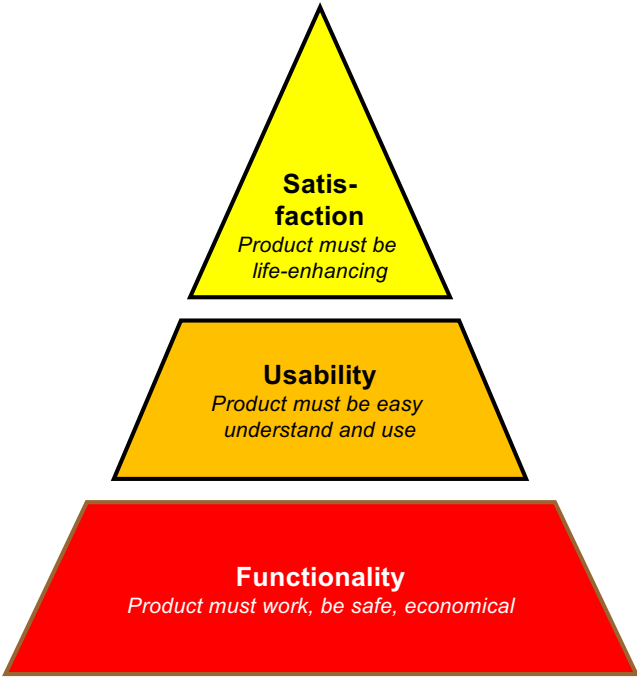 Satis-
faction
Product must be
life-enhancing
Usability
Product must be easy
understand and use
Functionality
Product must work, be safe, economical